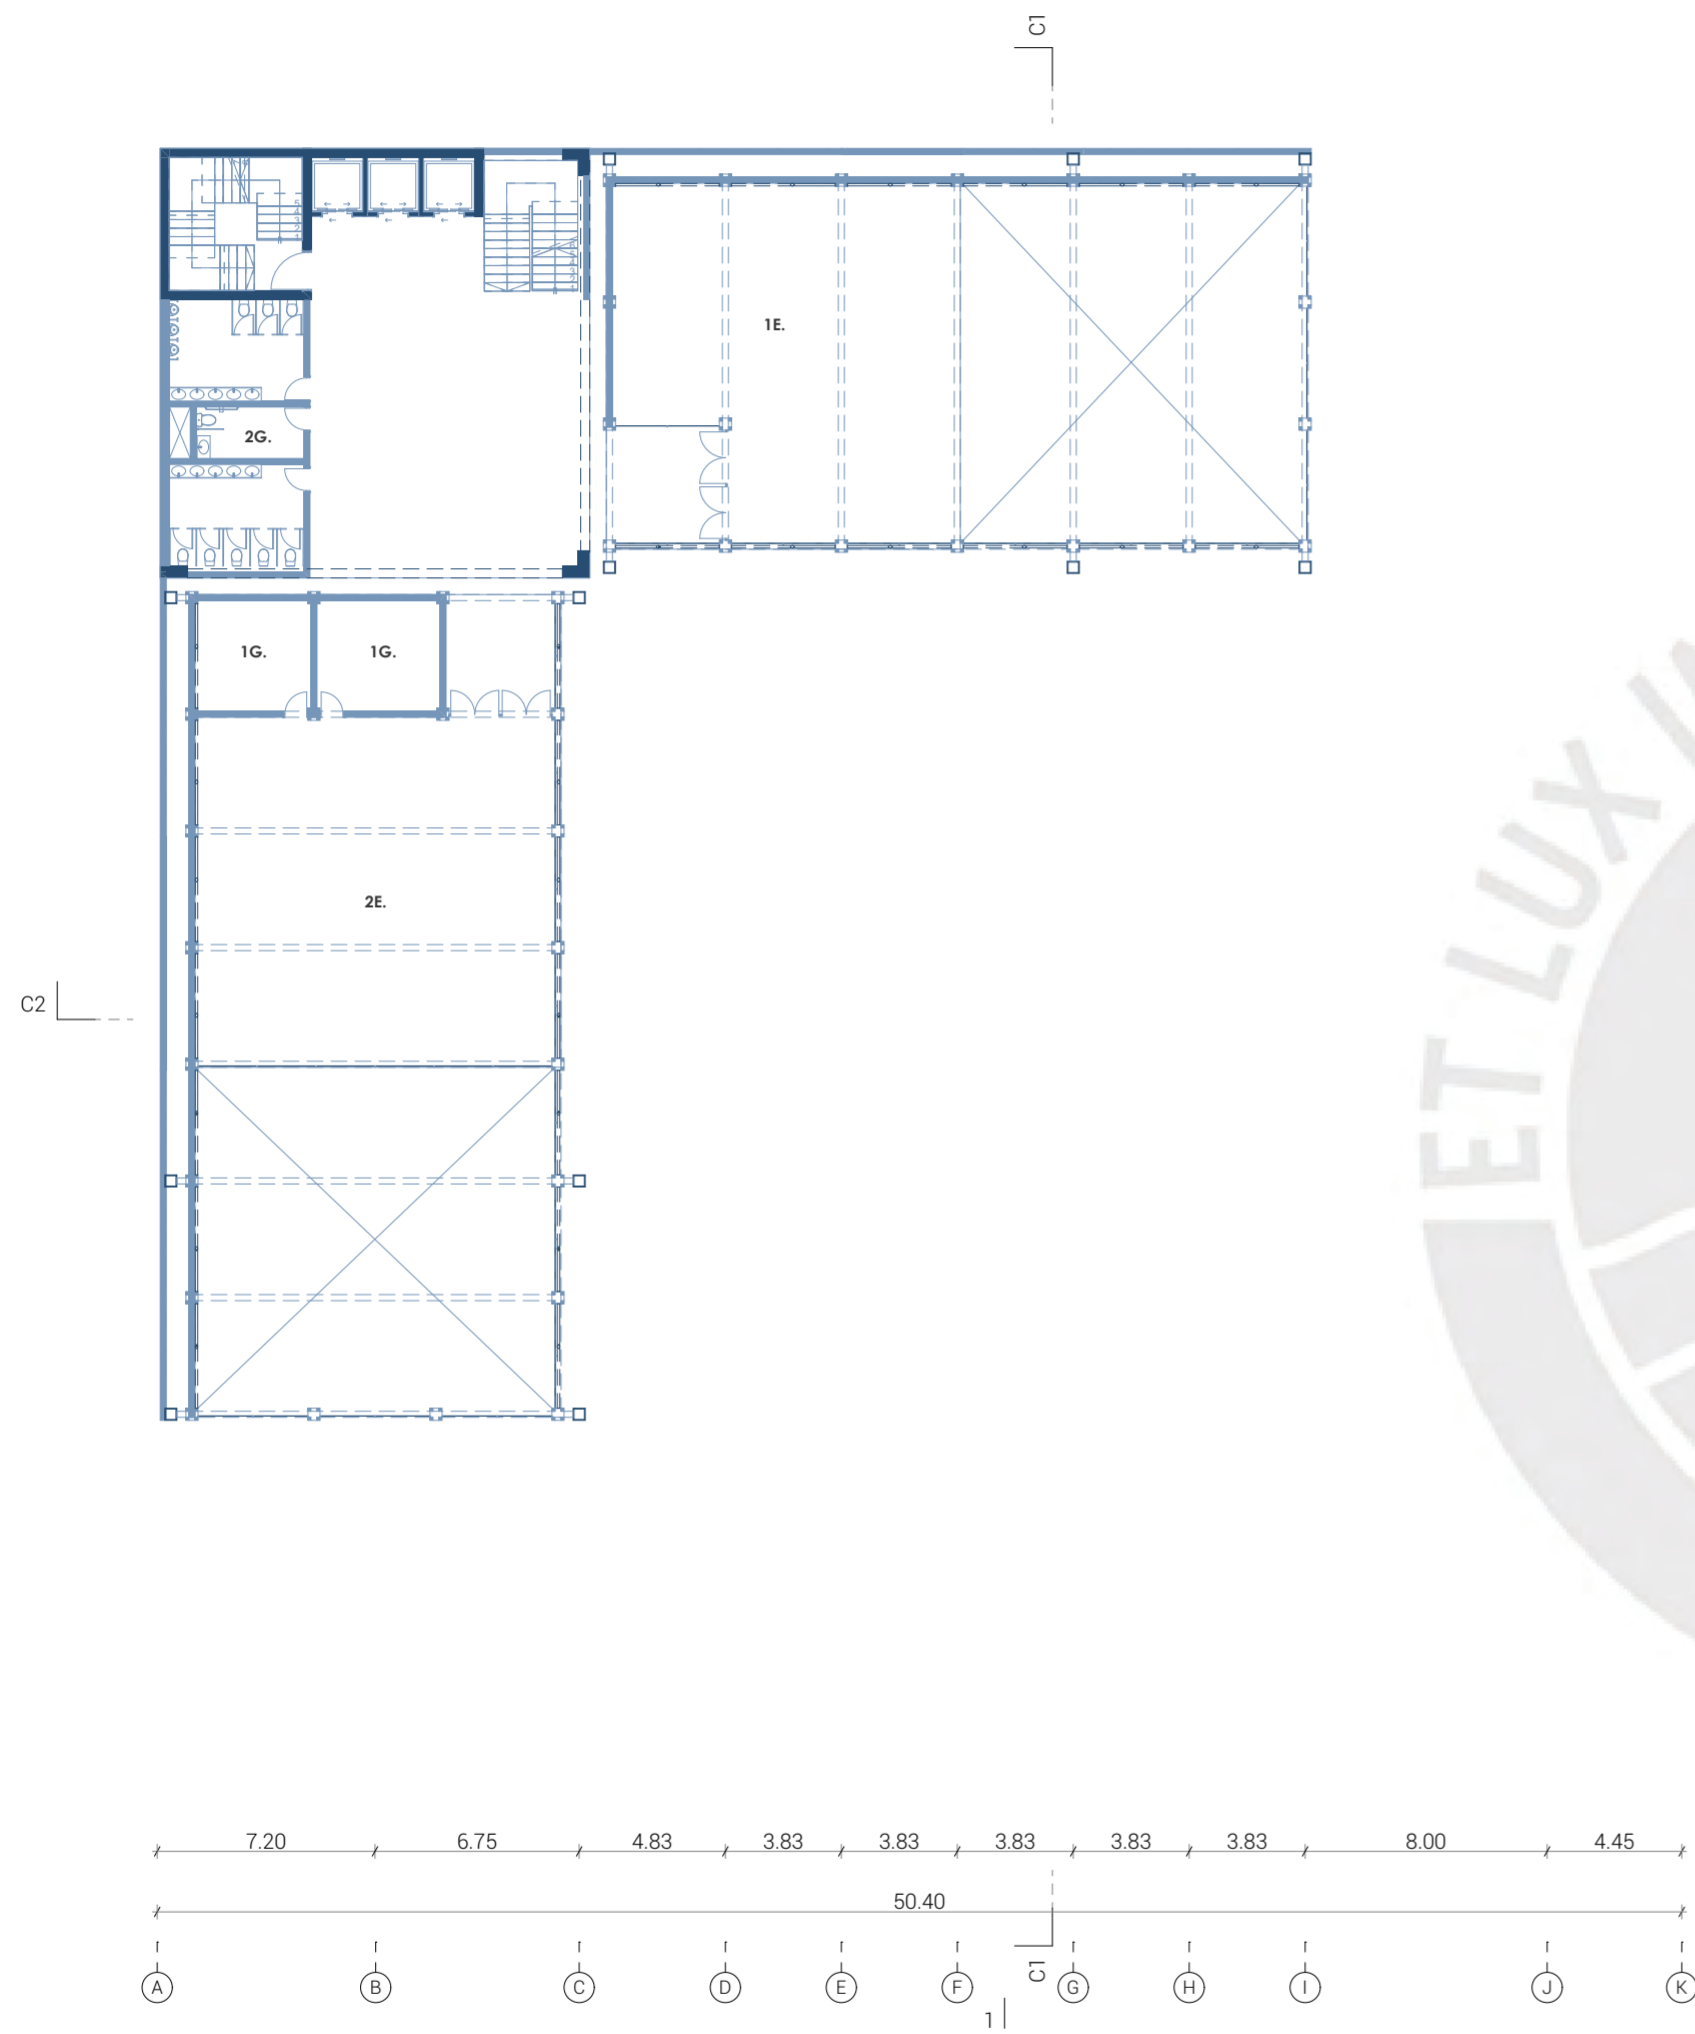 C1
1E.
2G.
1G. 1G.
2E.
C2
ET LUX
7.20 6.75 4.83 3.83 3.83 3.83 3.83 3.83 8.00 4.45
50.40
C1
A B C D E F G H I J K
1